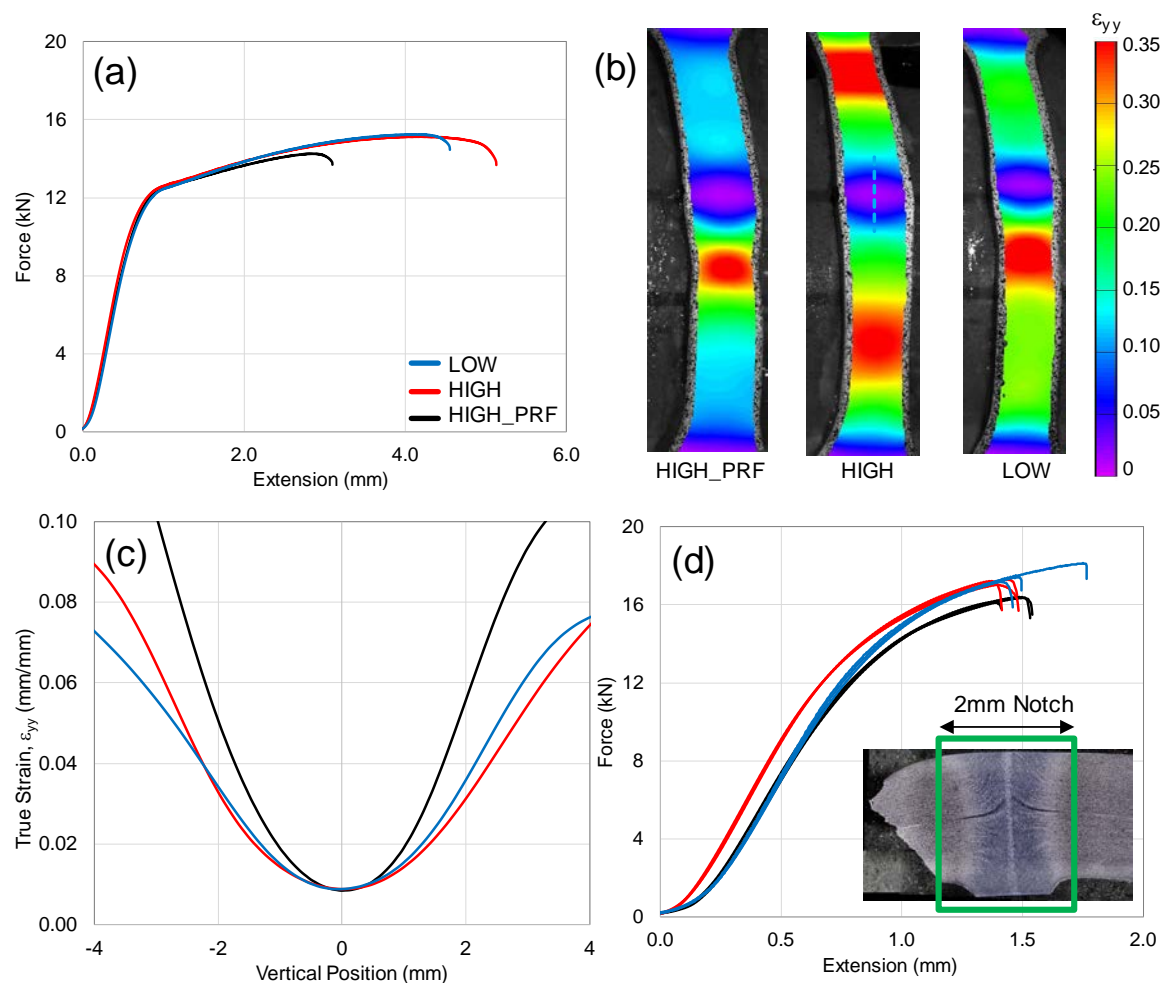 (a)
Force (kN)
20
16
12
8
4
0
0.0 2.0 4.0 6.0
Extension (mm)
LOW
HIGH
HIGH_PRF
(b)
HIGH_PRF
HIGH
LOW
εyy
0.35
0.30
0.25
0.20
0.15
0.10
0.05
0
(c)
True Strain, εyy (mm/mm)
0.10
0.08
0.06
0.04
0.02
0.00
-4 -2 0 2 4
Vertical Position (mm)
(d)
Force (kN)
20
16
12
8
4
0
2mm Notch
0.0 0.5 1.0 1.5 2.0
Extension (mm)